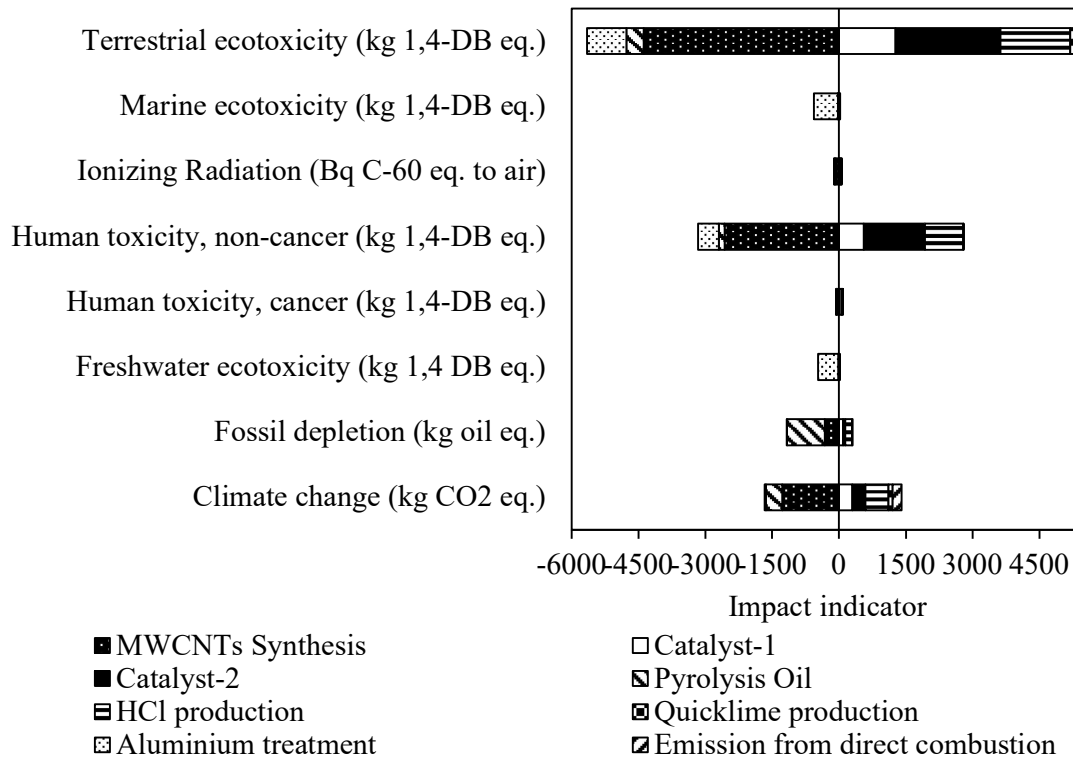 Terrestrial ecotoxicity (kg 1,4-DB eq.)
Marine ecotoxicity (kg 1,4-DB eq.)
Ionizing Radiation (Bq C-60 eq. to air)
Human toxicity, non-cancer (kg 1,4-DB eq.)
Human toxicity, cancer (kg 1,4-DB eq.)
Freshwater ecotoxicity (kg 1,4 DB eq.)
Fossil depletion (kg oil eq.)
Climate change (kg CO2 eq.)
-6000 -4500 -3000 -1500 0 1500 3000 4500
Impact indicator
MWCNTs Synthesis Catalyst-1
Catalyst-2 Pyrolysis Oil
HCl production Quicklime production
Aluminium treatment Emission from direct combustion